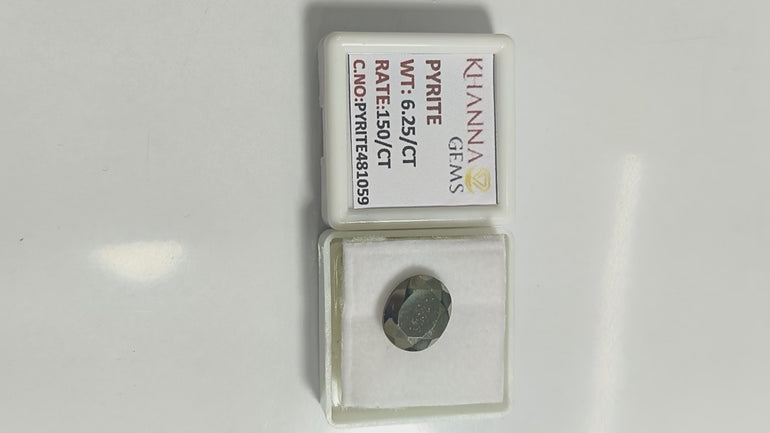 KHANNA
GEMS
PYRITE
WT: 6.25/CT
RATE:150/CT
C.NO:PYRITE481059